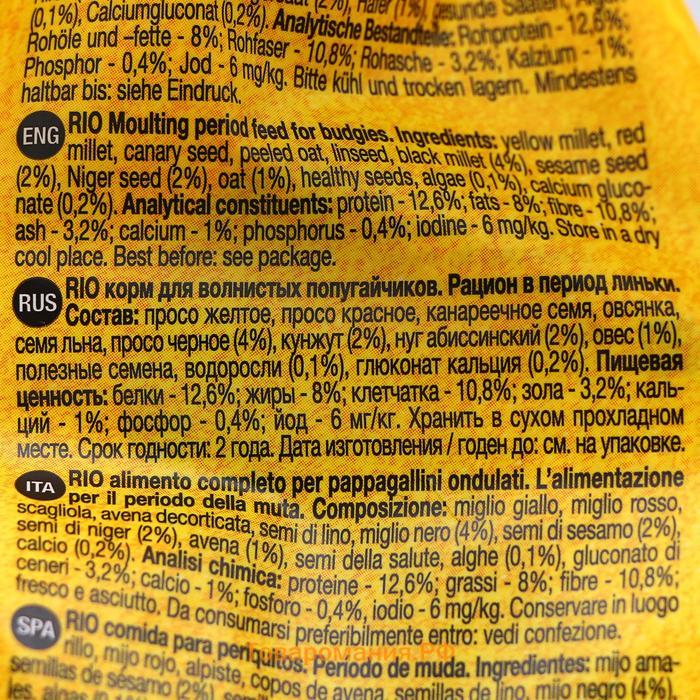 (0,1%), Calciumgluconat (0,2%). Analytische Bestandteile: Rohprotein - 12,6%;
Rohöle und -fette - 8%; Rohfaser - 10,8%; Rohasche - 3,2%; Kalzium - 1%;
Phosphor - 0,4%; Jod - 6 mg/kg. Bitte kühl und trocken lagern. Mindestens
haltbar bis: siehe Eindruck.
ENG RIO Moulting period feed for budgies. Ingredients: yellow millet, red
millet, canary seed, peeled oat, linseed, black millet (4%), sesame seed
(2%), Niger seed (2%), oat (1%), healthy seeds, algae (0,1%), calcium gluco-
nate (0,2%). Analytical constituents: protein - 12,6%; fats - 8%; fibre - 10,8%;
ash - 3,2%; calcium - 1%; phosphorus - 0,4%; iodine - 6 mg/kg. Store in a dry
cool place. Best before: see package.
RUS RIO корм для волнистых попугайчиков. Рацион в период линьки.
Состав: просо желтое, просо красное, канареечное семя, овсянка,
семя льна, просо черное (4%), кунжут (2%), нуг абиссинский (2%), овес (1%),
полезные семена, водоросли (0,1%), глюконат кальция (0,2%). Пищевая
ценность: белки - 12,6%; жиры - 8%; клетчатка - 10,8%; зола - 3,2%; каль-
ций - 1%; фосфор - 0,4%; йод - 6 мг/кг. Хранить в сухом прохладном
месте. Срок годности: 2 года. Дата изготовления / годен до: см. на упаковке.
ITA RIO alimento completo per pappagallini ondulati. L'alimentazione
per il periodo della muta. Composizione: miglio giallo, miglio rosso,
scagliola, avena decorticata, semi di lino, miglio nero (4%), semi di sesamo (2%),
semi di niger (2%), avena (1%), semi della salute, alghe (0,1%), gluconato di
calcio (0,2%). Analisi chimica: proteine - 12,6%; grassi - 8%; fibre - 10,8%;
ceneri - 3,2%; calcio - 1%; fosforo - 0,4%, iodio - 6 mg/kg. Conservare in luogo
fresco e asciutto. Da consumarsi preferibilmente entro: vedi confezione.
SPA RIO comida para periquitos. Periodo de muda. Ingredientes: mijo ama-
rillo, mijo rojo, alpiste, copos de avena, semillas de lino, mijo negro (4%),
semillas de sésamo (2%),
Товаромания.РФ